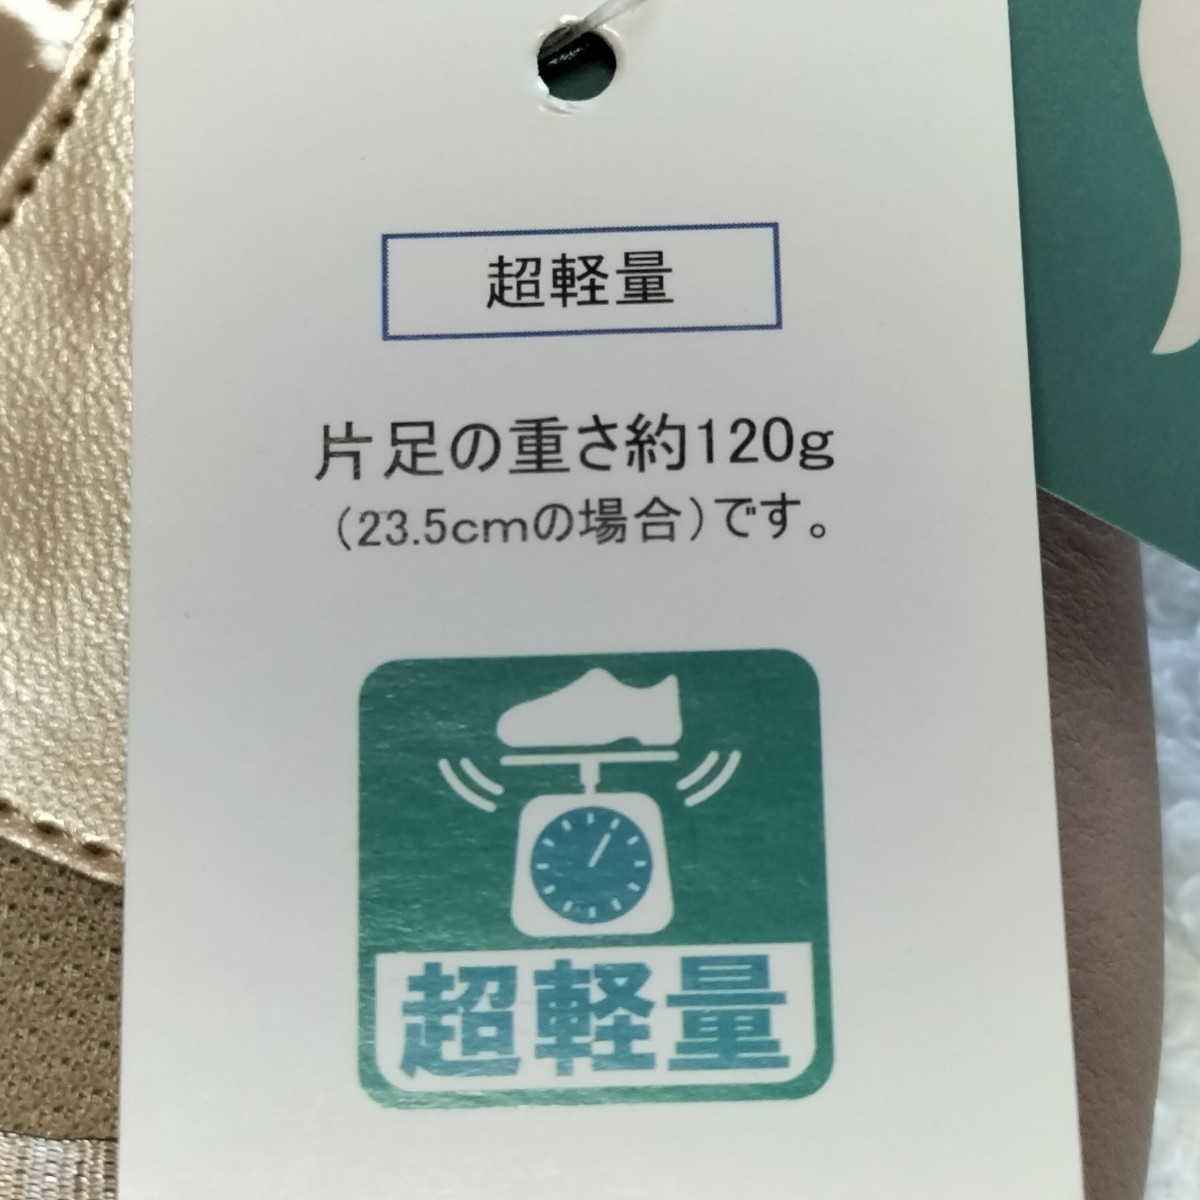 超軽量
片足の重さ約120g
(23.5cmの場合)です。
超軽量